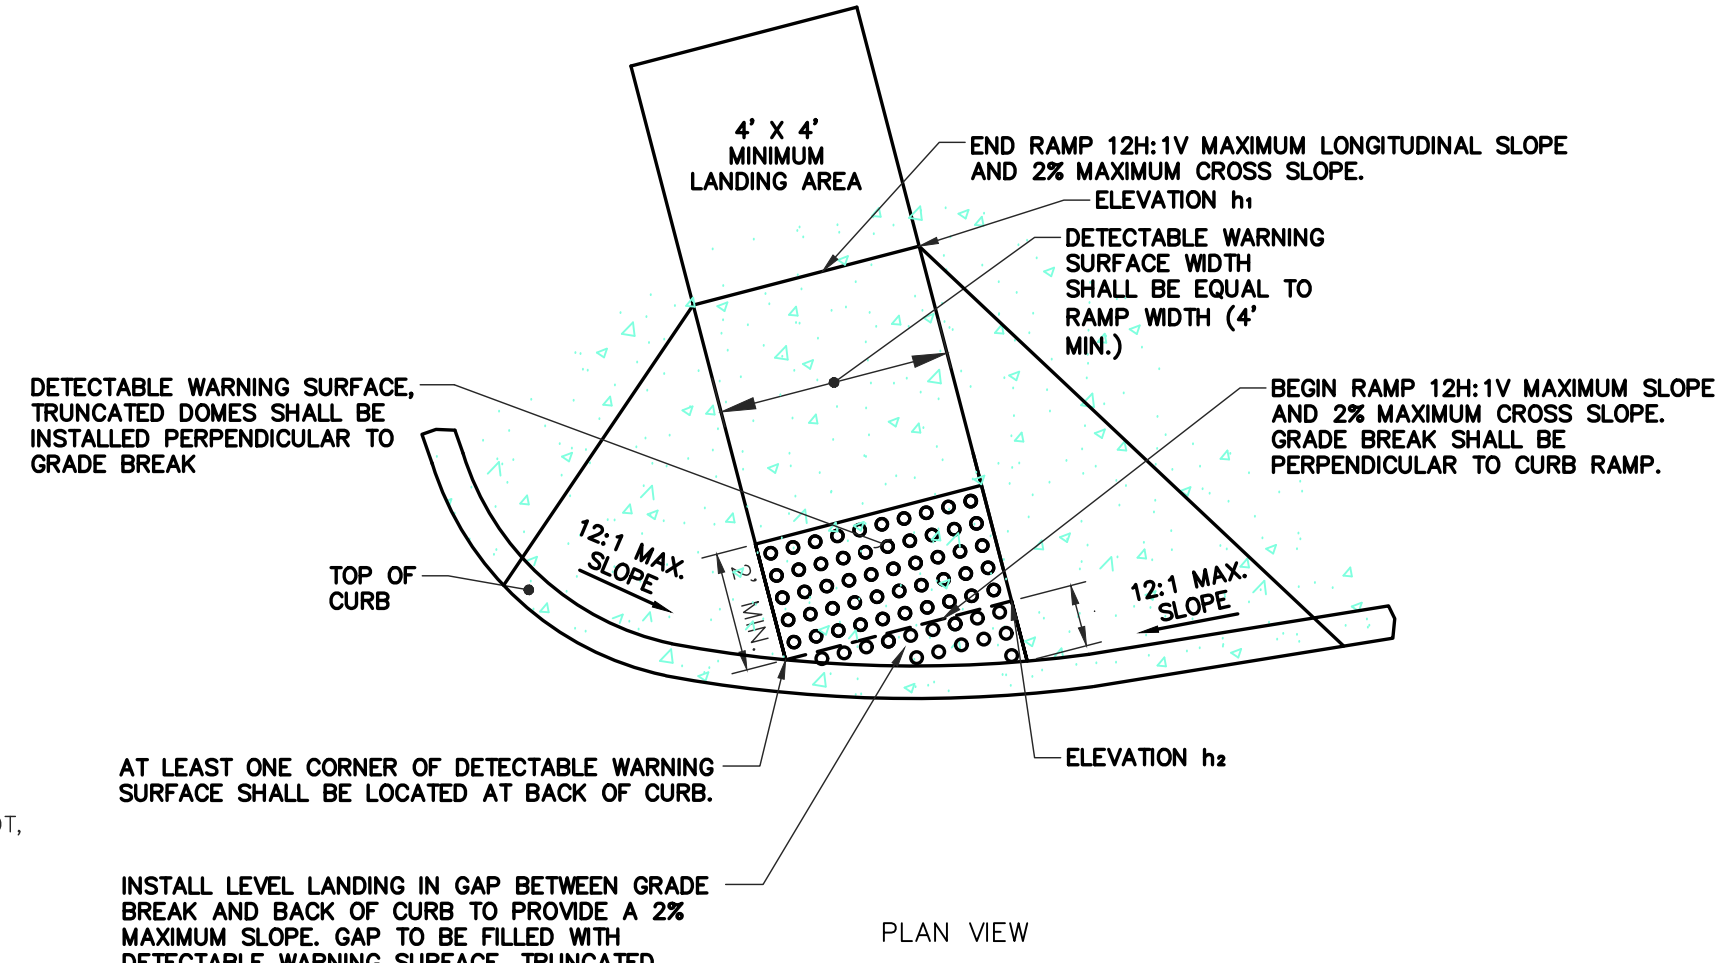 4' X 4'
MINIMUM
LANDING AREA
END RAMP 12H:1V MAXIMUM LONGITUDINAL SLOPE
AND 2% MAXIMUM CROSS SLOPE.
ELEVATION h₁
DETECTABLE WARNING
SURFACE WIDTH
SHALL BE EQUAL TO
RAMP WIDTH (4'
MIN.)
DETECTABLE WARNING SURFACE,
TRUNCATED DOMES SHALL BE
INSTALLED PERPENDICULAR TO
GRADE BREAK
BEGIN RAMP 12H:1V MAXIMUM SLOPE
AND 2% MAXIMUM CROSS SLOPE.
GRADE BREAK SHALL BE
PERPENDICULAR TO CURB RAMP.
12:1 MAX.
SLOPE
2' MIN.
12:1 MAX.
SLOPE
TOP OF
CURB
ELEVATION h₂
AT LEAST ONE CORNER OF DETECTABLE WARNING
SURFACE SHALL BE LOCATED AT BACK OF CURB.
OT,
INSTALL LEVEL LANDING IN GAP BETWEEN GRADE
BREAK AND BACK OF CURB TO PROVIDE A 2%
MAXIMUM SLOPE. GAP TO BE FILLED WITH
DETECTABLE WARNING SURFACE. TRUNCATED
PLAN VIEW